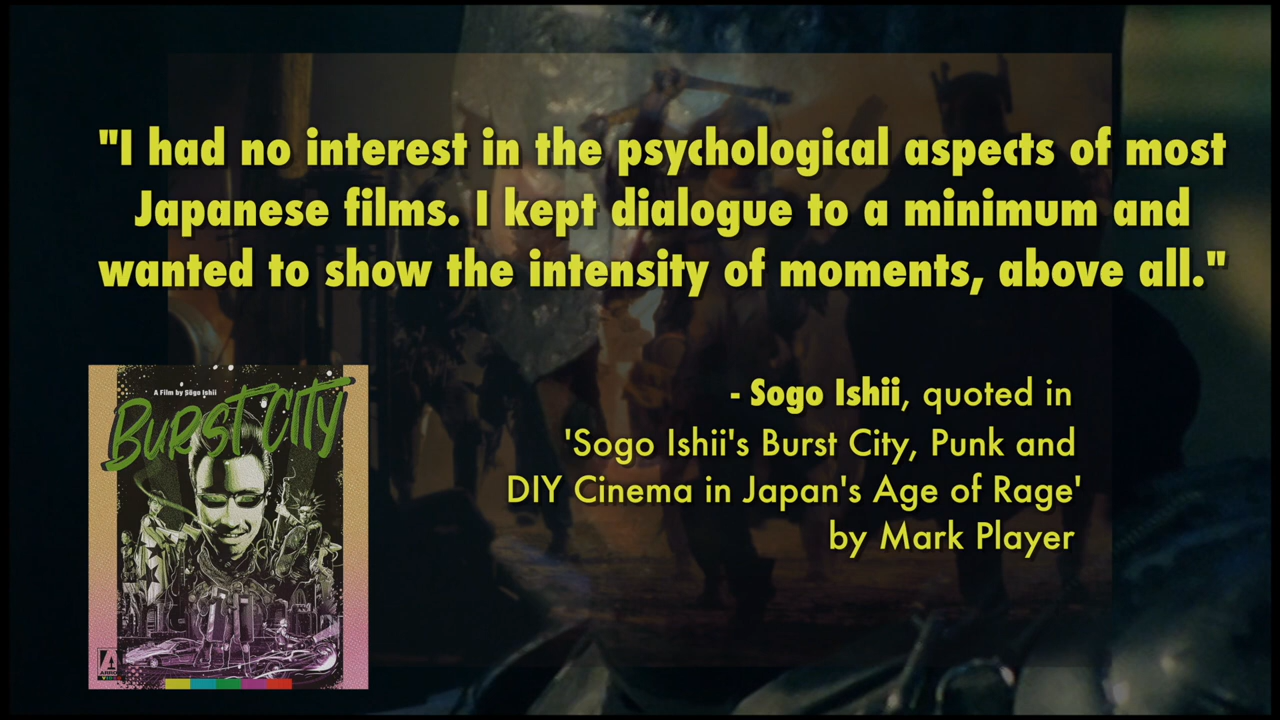 "I had no interest in the psychological aspects of most
Japanese films. I kept dialogue to a minimum and
wanted to show the intensity of moments, above all."
- Sogo Ishii, quoted in
'Sogo Ishii's Burst City, Punk and
DIY Cinema in Japan's Age of Rage'
by Mark Player
A Film by Sōgo Ishii
BURST CITY